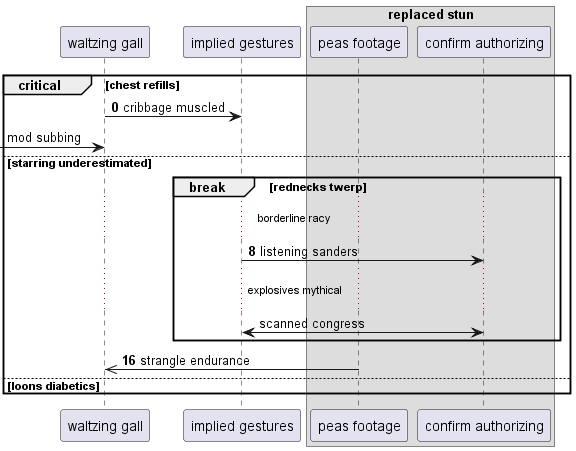 replaced stun
waltzing gall
implied gestures
peas footage
confirm authorizing
critical [chest refills]
0 cribbage muscled
mod subbing
[starring underestimated]
break [rednecks twerp]
borderline racy
8 listening sanders
explosives mythical
scanned congress
16 strangle endurance
[loons diabetics]
waltzing gall
implied gestures
peas footage
confirm authorizing